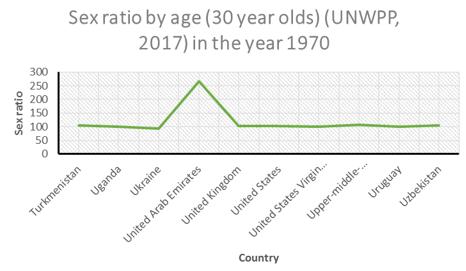 Sex ratio by age (30 year olds) (UNWPP,
2017) in the year 1970
300
250
200
150
100
50
0
Sex ratio
Turkmenistan
Uganda
Ukraine
United Arab Emirates
United Kingdom
United States
United States Virgin...
Upper-middle-...
Uruguay
Uzbekistan
Country